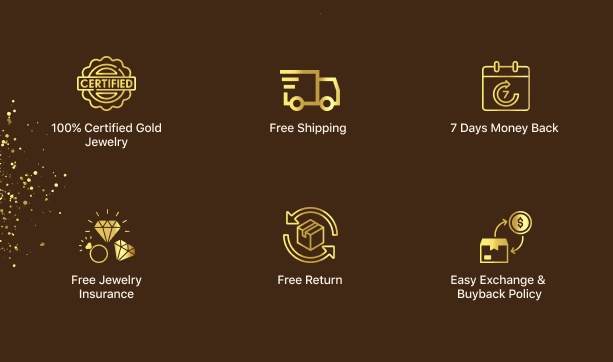 CERTIFIED
100% Certified Gold
Jewelry
Free Shipping
7
7 Days Money Back
Free Jewelry
Insurance
Free Return
$
Easy Exchange &
Buyback Policy